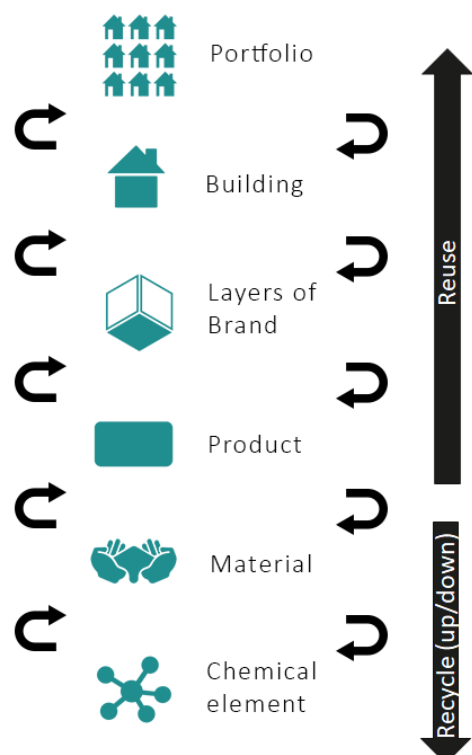 Portfolio
Building
Layers of
Brand
Product
Material
Chemical
element
Reuse
Recycle (up/down)